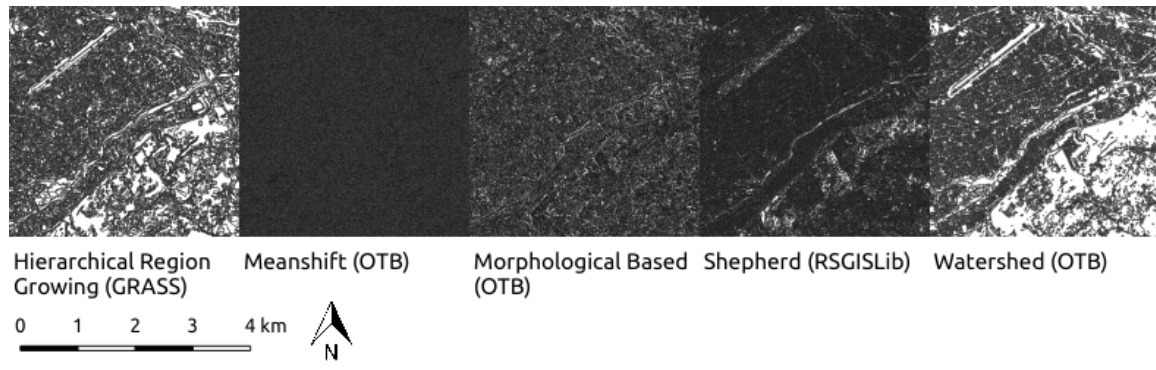 Hierarchical Region
Growing (GRASS)
Meanshift (OTB)
Morphological Based
(OTB)
Shepherd (RSGISLib)
Watershed (OTB)
0 1 2 3 4 km
N